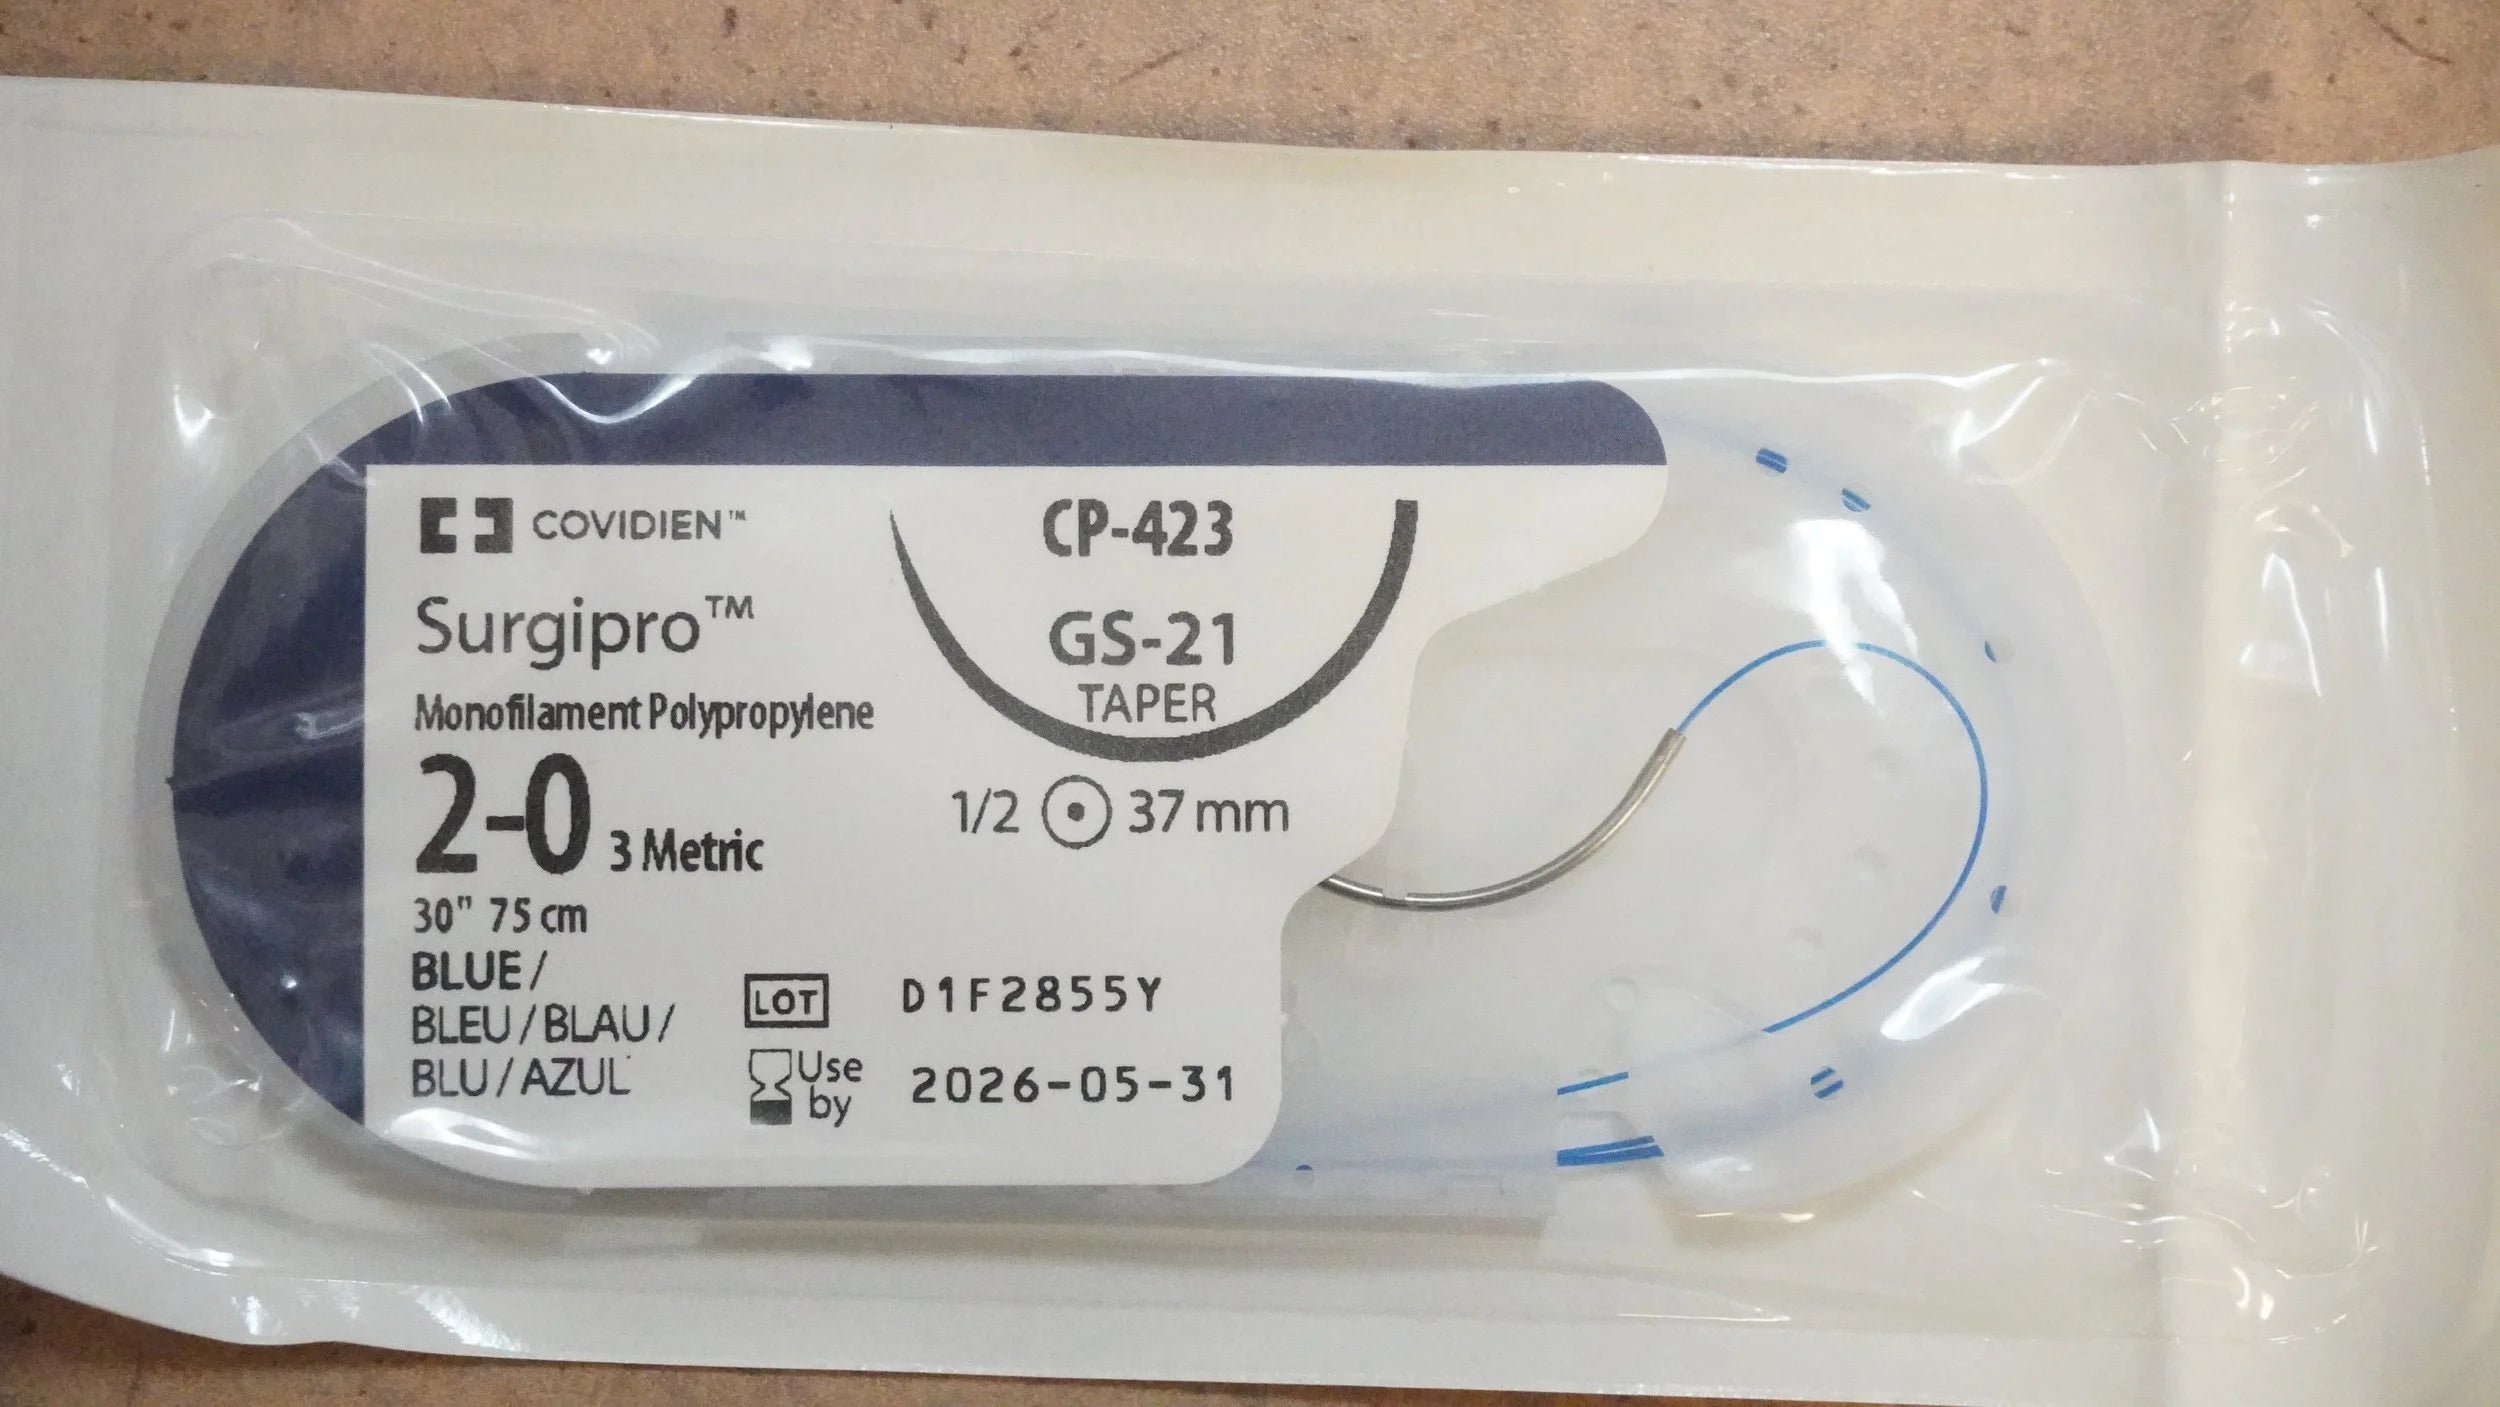 COVIDIEN™
Surgipro™
Monofilament Polypropylene
2-0 3 Metric
30" 75 cm
BLUE /
BLEU / BLAU /
BLU / AZUL
CP-423
GS-21
TAPER
1/2 37 mm
LOT D1F2855Y
Use by 2026-05-31